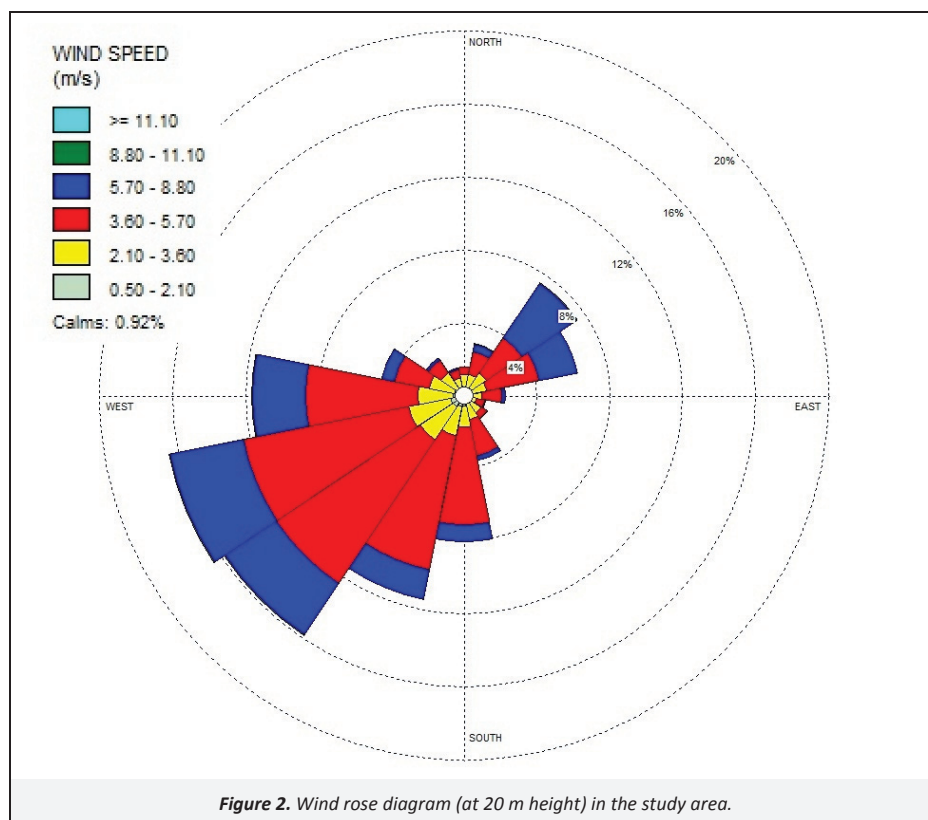 WIND SPEED
(m/s)
>= 11.10
8.80 - 11.10
5.70 - 8.80
3.60 - 5.70
2.10 - 3.60
0.50 - 2.10
Calms: 0.92%
NORTH
20%
16%
12%
8%
4%
WEST
EAST
SOUTH
Figure 2. Wind rose diagram (at 20 m height) in the study area.